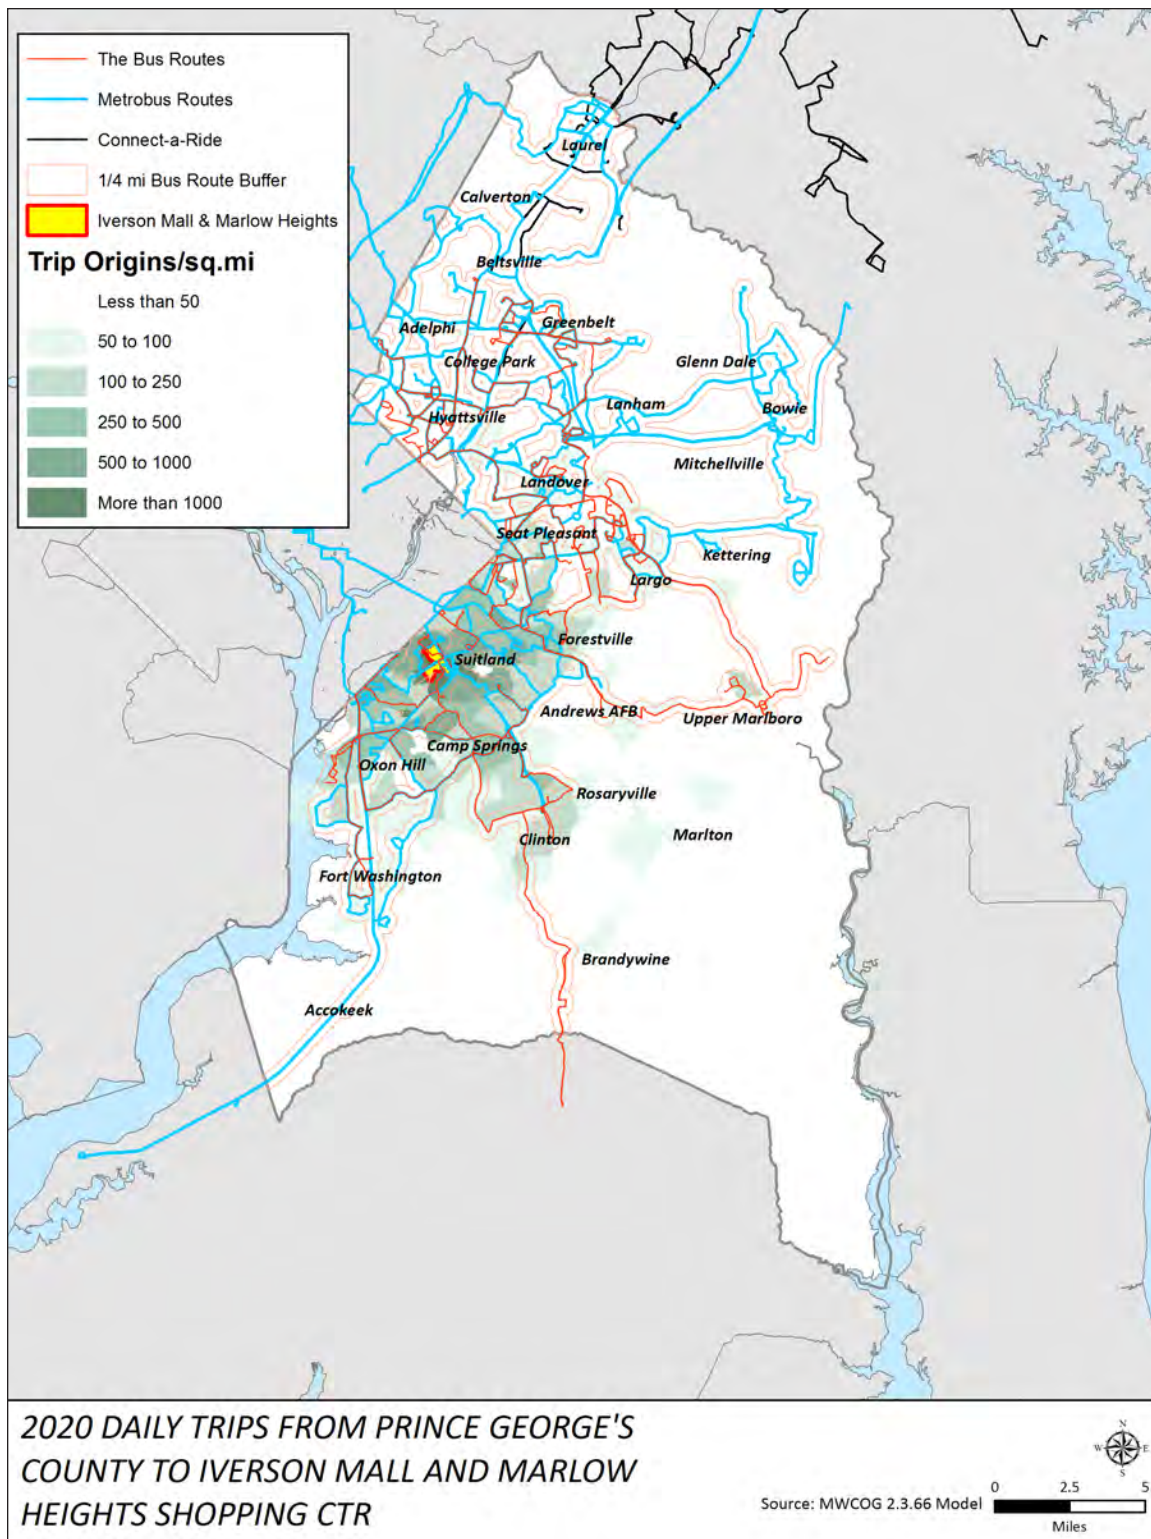 The Bus Routes
Metrobus Routes
Connect-a-Ride
1/4 mi Bus Route Buffer
Iverson Mall & Marlow Heights
Trip Origins/sq.mi
Less than 50
50 to 100
100 to 250
250 to 500
500 to 1000
More than 1000
Laurel
Calverton
Beltsville
Adelphi
Greenbelt
College Park
Glenn Dale
Lanham
Bowie
Hyattsville
Mitchellville
Landover
Seat Pleasant
Kettering
Largo
Forestville
Suitland
Andrews AFB
Upper Marlboro
Camp Springs
Oxon Hill
Rosaryville
Marlton
Clinton
Fort Washington
Brandywine
Accokeek
2020 DAILY TRIPS FROM PRINCE GEORGE'S
COUNTY TO IVERSON MALL AND MARLOW
HEIGHTS SHOPPING CTR
Source: MWCOG 2.3.66 Model
N
W E
S
0 2.5 5
Miles